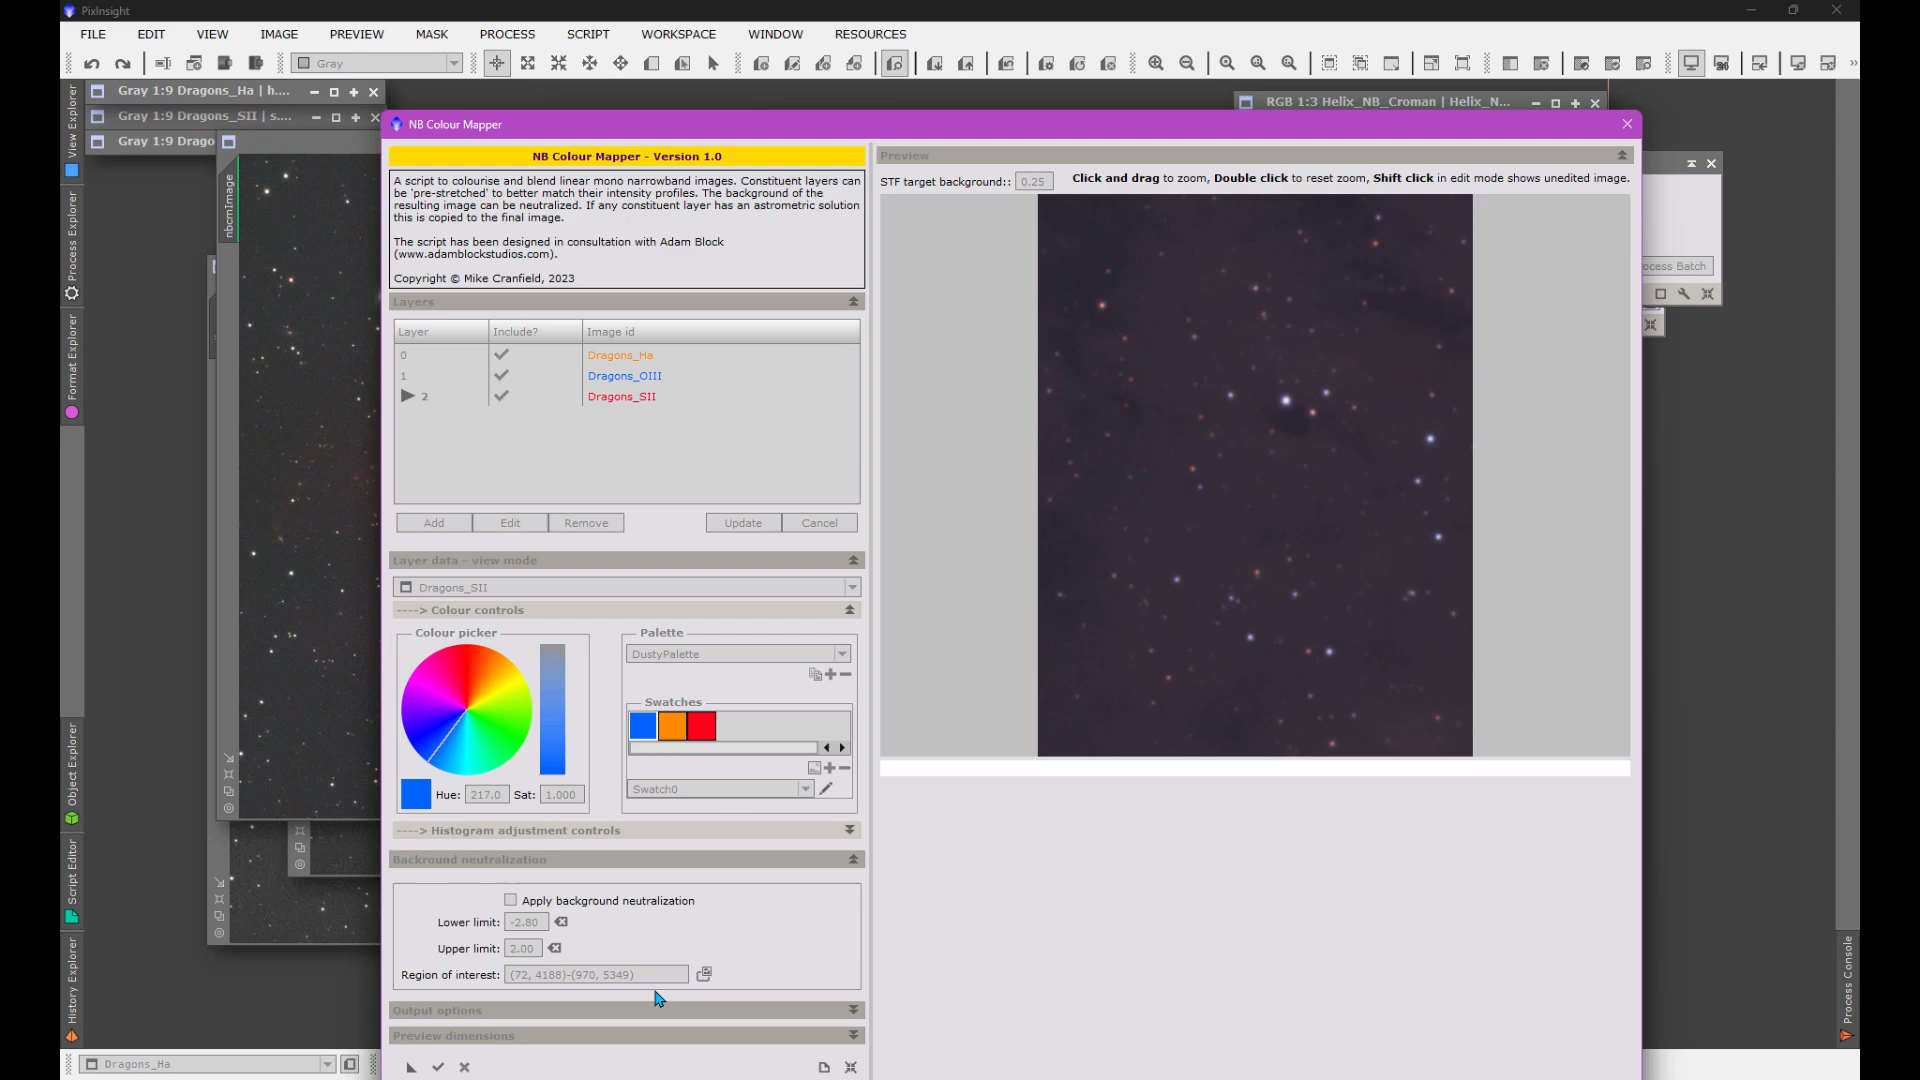 PixInsight
FILE EDIT VIEW IMAGE PREVIEW MASK PROCESS SCRIPT WORKSPACE WINDOW RESOURCES
Gray
Gray 1:9 Dragons_Ha | h....
Gray 1:9 Dragons_SII | s....
Gray 1:9 Drago
RGB 1:3 Helix_NB_Croman | Helix_N...
View Explorer
Process Explorer
Format Explorer
Object Explorer
Script Editor
History Explorer
nbcmImage
NB Colour Mapper
NB Colour Mapper - Version 1.0
A script to colourise and blend linear mono narrowband images. Constituent layers can
be 'pre-stretched' to better match their intensity profiles. The background of the
resulting image can be neutralized. If any constituent layer has an astrometric solution
this is copied to the final image.
The script has been designed in consultation with Adam Block
(www.adamblockstudios.com).
Copyright © Mike Cranfield, 2023
Layers
Layer Include? Image id
0 Dragons_Ha
1 Dragons_OIII
2 Dragons_SII
Add Edit Remove Update Cancel
Layer data - view mode
Dragons_SII
----> Colour controls
Colour picker
Hue: 217.0 Sat: 1.000
Palette
DustyPalette
Swatches
Swatch0
----> Histogram adjustment controls
Backround neutralization
Apply background neutralization
Lower limit: -2.80
Upper limit: 2.00
Region of interest: (72, 4188)-(970, 5349)
Output options
Preview dimensions
Preview
STF target background:: 0.25 Click and drag to zoom, Double click to reset zoom, Shift click in edit mode shows unedited image.
ocess Batch
Process Console
Dragons_Ha